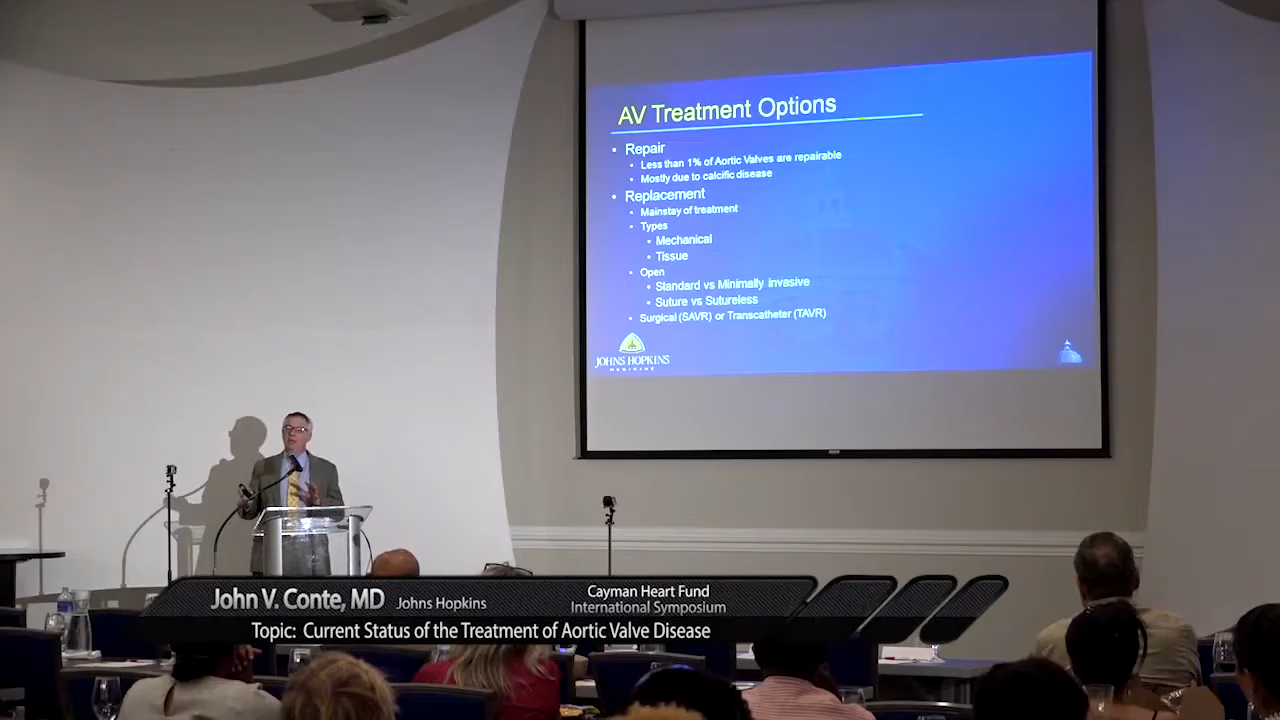 AV Treatment Options
• Repair
• Less than 1% of Aortic Valves are repairable
• Mostly due to calcific disease
• Replacement
• Mainstay of treatment
• Types
• Mechanical
• Tissue
• Open
• Standard vs Minimally invasive
• Suture vs Sutureless
• Surgical (SAVR) or Transcatheter (TAVR)
JOHNS HOPKINS
MEDICINE
John V. Conte, MD Johns Hopkins
Cayman Heart Fund
International Symposium
Topic: Current Status of the Treatment of Aortic Valve Disease